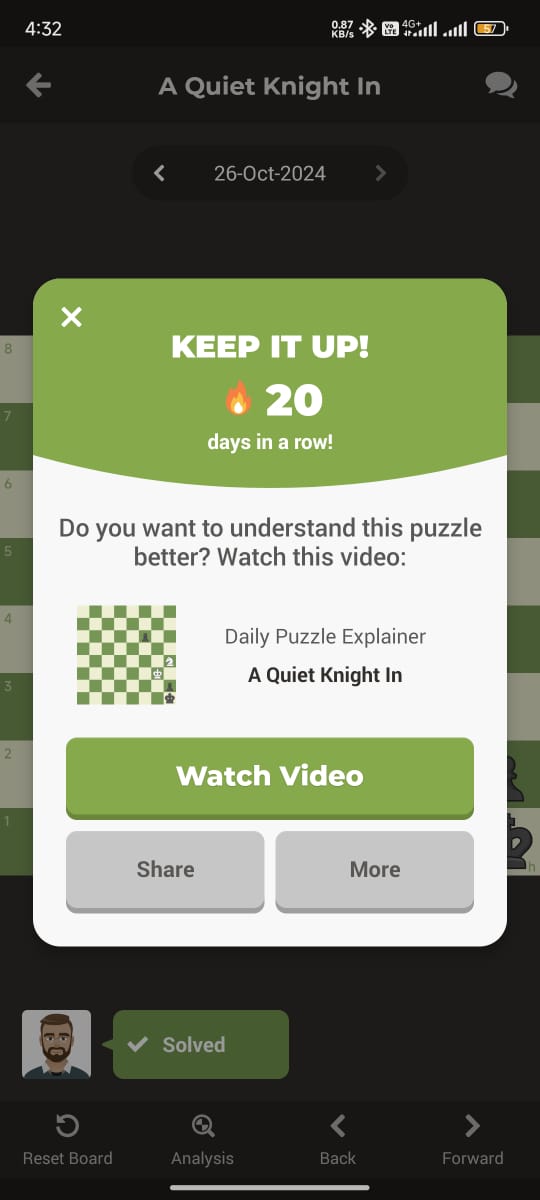 4:32
0.87
KB/s
Vo
LTE
4G+
57
A Quiet Knight In
26-Oct-2024
KEEP IT UP!
20
days in a row!
8
7
6
5
4
3
2
1
h
Do you want to understand this puzzle
better? Watch this video:
Daily Puzzle Explainer
A Quiet Knight In
Watch Video
Share
More
Solved
Reset Board
Analysis
Back
Forward